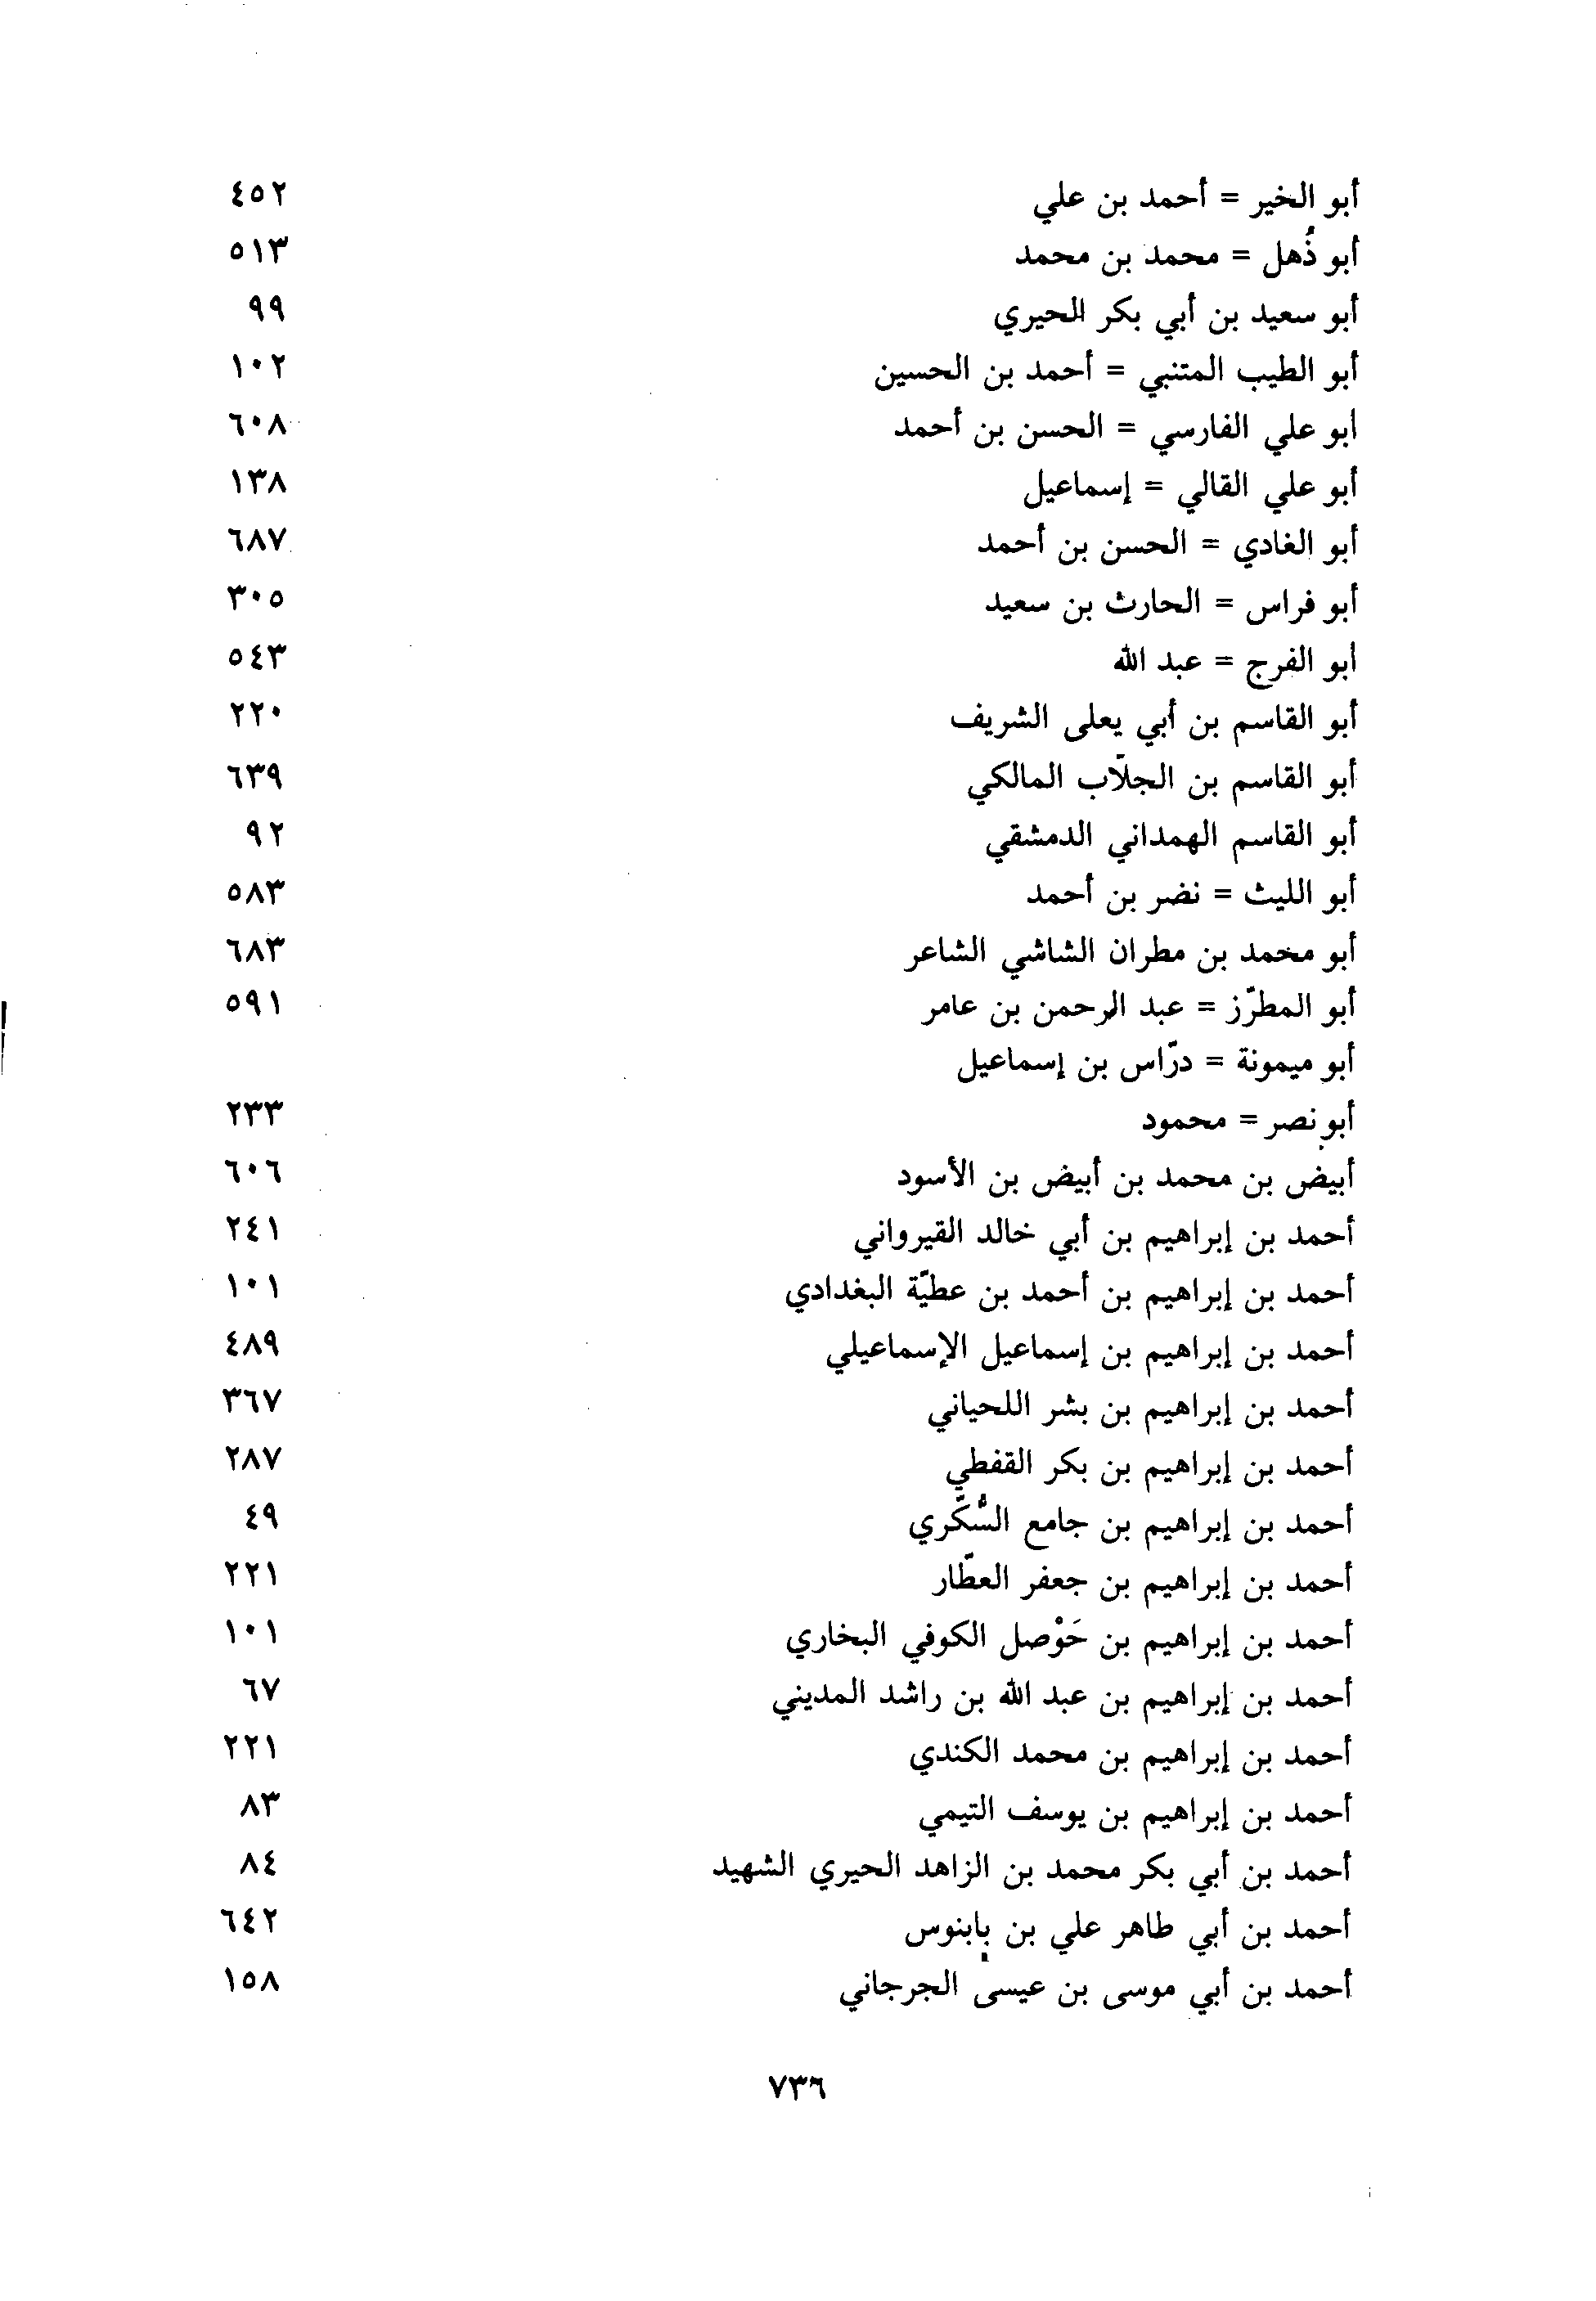 أبو الخير = أحمد بن علي ٤٥٢
أبو ذُهل = محمد بن محمد ٥١٣
أبو سعيد بن أبي بكر الحيري ٩٩
أبو الطيب المتنبي = أحمد بن الحسين ١٠٢
أبو علي الفارسي = الحسن بن أحمد ٦٠٨
أبو علي القالي = إسماعيل ١٣٨
أبو الغادي = الحسن بن أحمد ٦٨٧
أبو فراس = الحارث بن سعيد ٣٠٥
أبو الفرج = عبد الله ٥٤٣
أبو القاسم بن أبي يعلى الشريف ٢٢٠
أبو القاسم بن الجلّاب المالكي ٦٣٩
أبو القاسم الهمداني الدمشقي ٩٢
أبو الليث = نضر بن أحمد ٥٨٣
أبو محمد بن مطران الشاشي الشاعر ٦٨٣
أبو المطرّز = عبد الرحمن بن عامر ٥٩١
أبو ميمونة = درّاس بن إسماعيل
أبو نصر = محمود ٢٣٣
أبيض بن محمد بن أبيض بن الأسود ٦٠٦
أحمد بن إبراهيم بن أبي خالد القيرواني ٢٤١
أحمد بن إبراهيم بن أحمد بن عطيّة البغدادي ١٠١
أحمد بن إبراهيم بن إسماعيل الإسماعيلي ٤٨٩
أحمد بن إبراهيم بن بشر اللحياني ٣٦٧
أحمد بن إبراهيم بن بكر القفطي ٢٨٧
أحمد بن إبراهيم بن جامع السُّكّري ٤٩
أحمد بن إبراهيم بن جعفر العطّار ٢٢١
أحمد بن إبراهيم بن حَوْصل الكوفي البخاري ١٠١
أحمد بن إبراهيم بن عبد الله بن راشد المديني ٦٧
أحمد بن إبراهيم بن محمد الكندي ٢٢١
أحمد بن إبراهيم بن يوسف التيمي ٨٣
أحمد بن أبي بكر محمد بن الزاهد الحيري الشهيد ٨٤
أحمد بن أبي طاهر علي بن بابنوس ٦٤٢
أحمد بن أبي موسى بن عيسى الجرجاني ١٥٨
٧٣٦